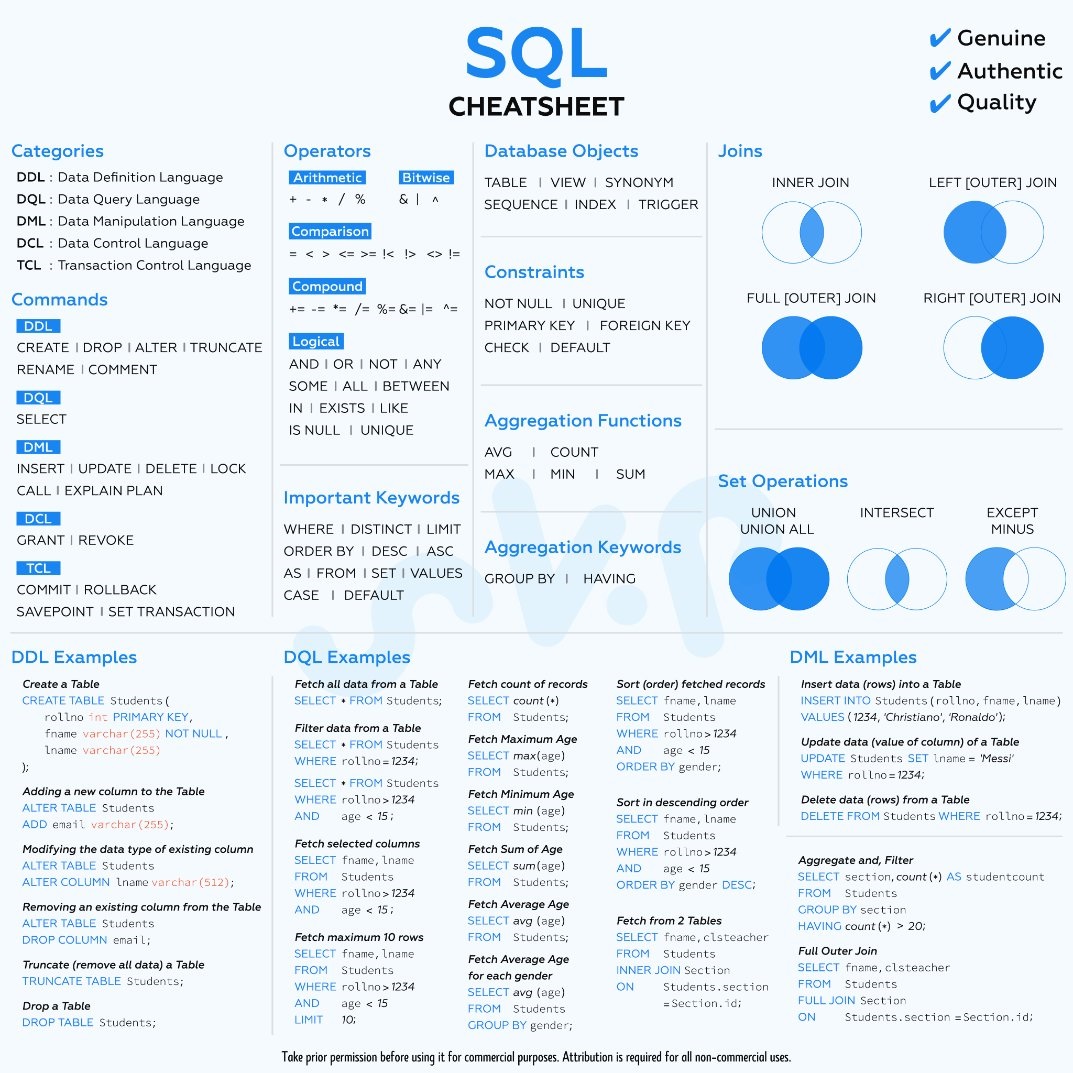 SQL
CHEATSHEET
✔ Genuine
✔ Authentic
✔ Quality
Categories
DDL : Data Definition Language
DQL : Data Query Language
DML : Data Manipulation Language
DCL : Data Control Language
TCL : Transaction Control Language
Commands
DDL
CREATE | DROP | ALTER | TRUNCATE
RENAME | COMMENT
DQL
SELECT
DML
INSERT | UPDATE | DELETE | LOCK
CALL | EXPLAIN PLAN
DCL
GRANT | REVOKE
TCL
COMMIT | ROLLBACK
SAVEPOINT | SET TRANSACTION
Operators
Arithmetic Bitwise
+ - * / % & | ^
Comparison
= < > <= >= !< !> <> !=
Compound
+= -= *= /= %= &= |= ^=
Logical
AND | OR | NOT | ANY
SOME | ALL | BETWEEN
IN | EXISTS | LIKE
IS NULL | UNIQUE
Important Keywords
WHERE | DISTINCT | LIMIT
ORDER BY | DESC | ASC
AS | FROM | SET | VALUES
CASE | DEFAULT
Database Objects
TABLE | VIEW | SYNONYM
SEQUENCE | INDEX | TRIGGER
Constraints
NOT NULL | UNIQUE
PRIMARY KEY | FOREIGN KEY
CHECK | DEFAULT
Aggregation Functions
AVG | COUNT
MAX | MIN | SUM
Aggregation Keywords
GROUP BY | HAVING
Joins
INNER JOIN LEFT [OUTER] JOIN
FULL [OUTER] JOIN RIGHT [OUTER] JOIN
Set Operations
UNION INTERSECT EXCEPT
UNION ALL MINUS
DDL Examples
Create a Table
CREATE TABLE Students (
rollno int PRIMARY KEY,
fname varchar(255) NOT NULL ,
lname varchar(255)
);
Adding a new column to the Table
ALTER TABLE Students
ADD email varchar(255);
Modifying the data type of existing column
ALTER TABLE Students
ALTER COLUMN lname varchar(512);
Removing an existing column from the Table
ALTER TABLE Students
DROP COLUMN email;
Truncate (remove all data) a Table
TRUNCATE TABLE Students;
Drop a Table
DROP TABLE Students;
DQL Examples
Fetch all data from a Table
SELECT * FROM Students;
Filter data from a Table
SELECT * FROM Students
WHERE rollno = 1234;
SELECT * FROM Students
WHERE rollno > 1234
AND age < 15 ;
Fetch selected columns
SELECT fname, lname
FROM Students
WHERE rollno > 1234
AND age < 15 ;
Fetch maximum 10 rows
SELECT fname, lname
FROM Students
WHERE rollno > 1234
AND age < 15
LIMIT 10;
Fetch count of records
SELECT count (*)
FROM Students;
Fetch Maximum Age
SELECT max(age)
FROM Students;
Fetch Minimum Age
SELECT min (age)
FROM Students;
Fetch Sum of Age
SELECT sum (age)
FROM Students;
Fetch Average Age
SELECT avg (age)
FROM Students;
Fetch Average Age
for each gender
SELECT avg (age)
FROM Students
GROUP BY gender;
Sort (order) fetched records
SELECT fname, lname
FROM Students
WHERE rollno > 1234
AND age < 15
ORDER BY gender;
Sort in descending order
SELECT fname, lname
FROM Students
WHERE rollno > 1234
AND age < 15
ORDER BY gender DESC;
Fetch from 2 Tables
SELECT fname, clsteacher
FROM Students
INNER JOIN Section
ON Students.section
= Section.id;
DML Examples
Insert data (rows) into a Table
INSERT INTO Students (rollno, fname, lname)
VALUES (1234, 'Christiano', 'Ronaldo');
Update data (value of column) of a Table
UPDATE Students SET lname = 'Messi'
WHERE rollno = 1234;
Delete data (rows) from a Table
DELETE FROM Students WHERE rollno = 1234;
Aggregate and, Filter
SELECT section, count (*) AS studentcount
FROM Students
GROUP BY section
HAVING count (*) > 20;
Full Outer Join
SELECT fname, clsteacher
FROM Students
FULL JOIN Section
ON Students.section = Section.id;
Take prior permission before using it for commercial purposes. Attribution is required for all non-commercial uses.